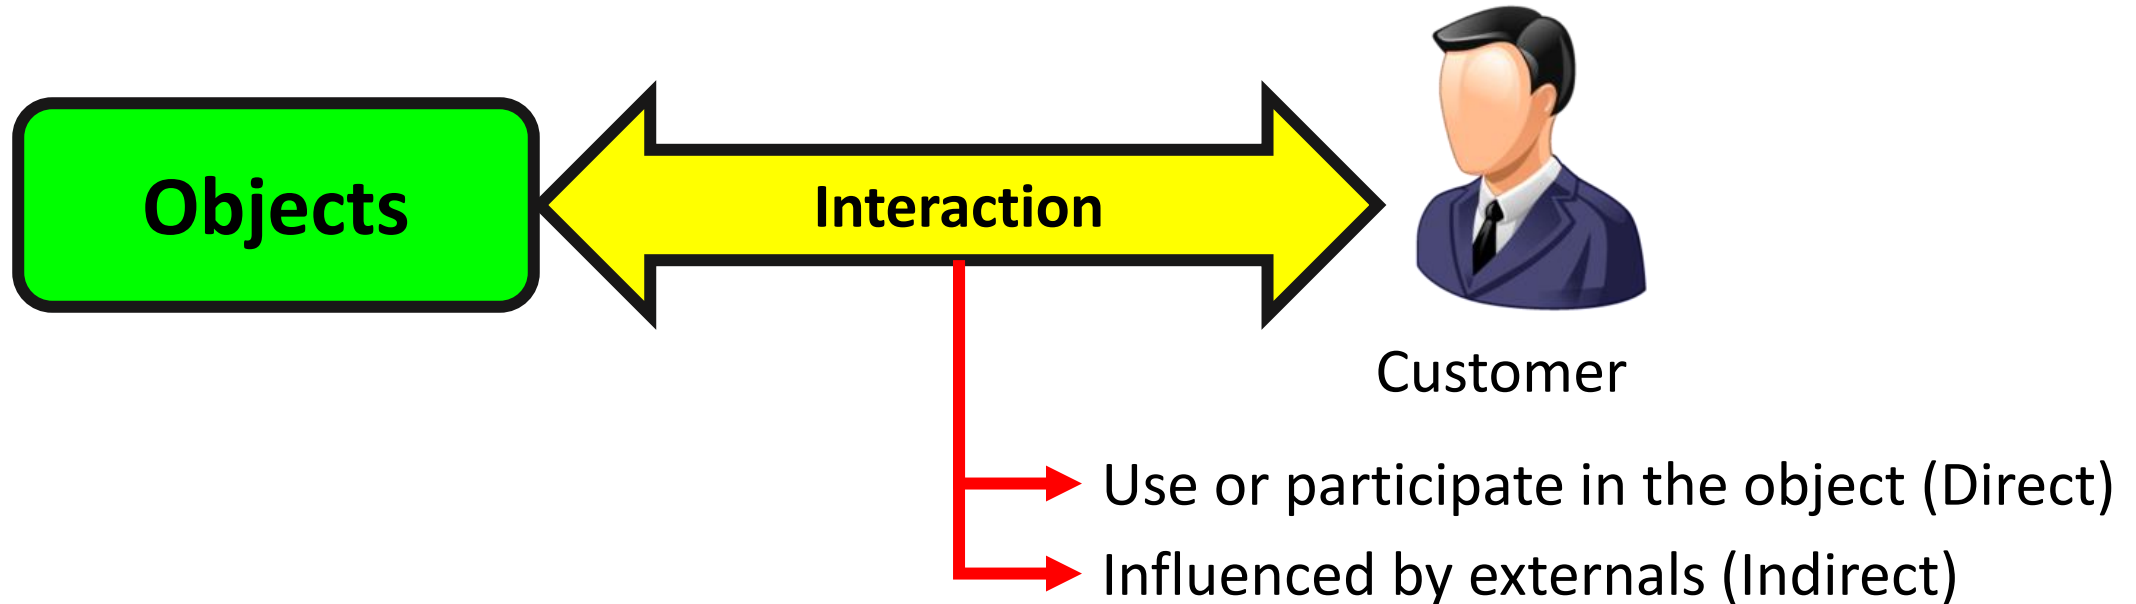 Objects
Interaction
Customer
Use or participate in the object (Direct)
Influenced by externals (Indirect)